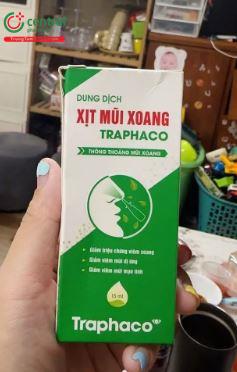 central
DUNG DỊCH
XỊT MŨI XOANG
TRAPHACO
THÔNG THOÁNG MŨI XOANG
Giảm triệu chứng viêm xoang
Giảm viêm mũi dị ứng
Giảm viêm mũi mạn tính
15 ml
Traphaco